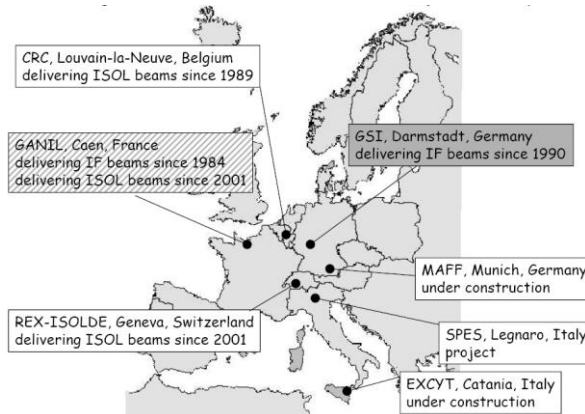 CRC, Louvain-la-Neuve, Belgium
delivering ISOL beams since 1989
GANIL, Caen, France
delivering IF beams since 1984
delivering ISOL beams since 2001
GSI, Darmstadt, Germany
delivering IF beams since 1990
MAFF, Munich, Germany
under construction
REX-ISOLDE, Geneva, Switzerland
delivering ISOL beams since 2001
SPES, Legnaro, Italy
project
EXCYT, Catania, Italy
under construction